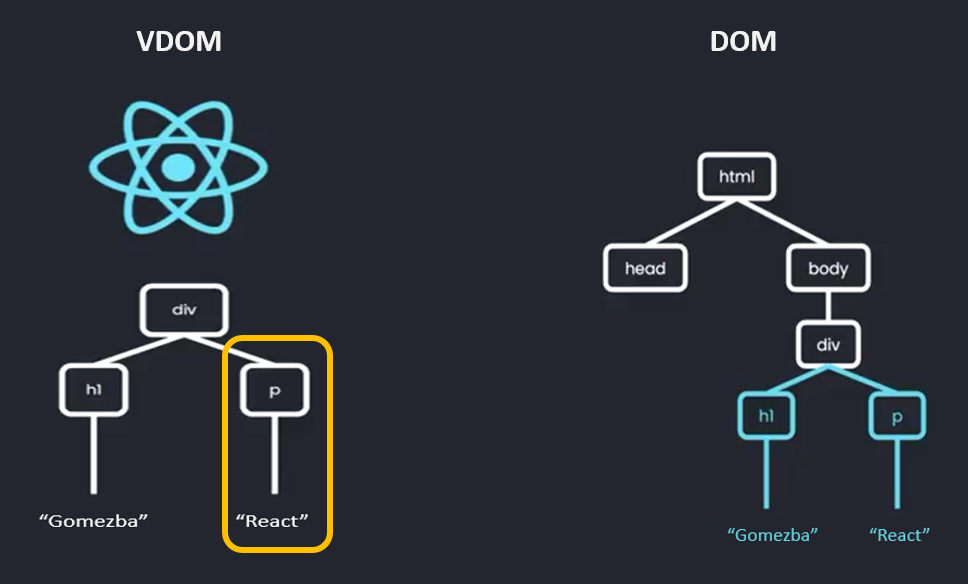 VDOM
div
h1
p
“Gomezba”
“React”
DOM
html
head
body
div
h1
p
“Gomezba”
“React”